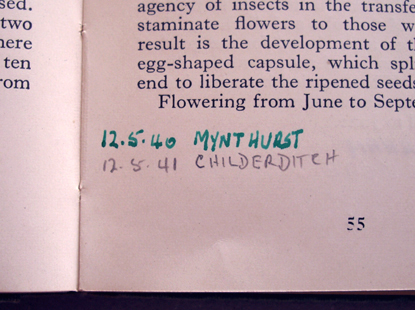 sed.
two
here
ten
rom
agency of insects in the transfe
staminate flowers to those w
result is the development of t
egg-shaped capsule, which spl
end to liberate the ripened seeds
Flowering from June to Septe
12.5.40 MYNTHURST
12.5.41 CHILDERDITCH
55